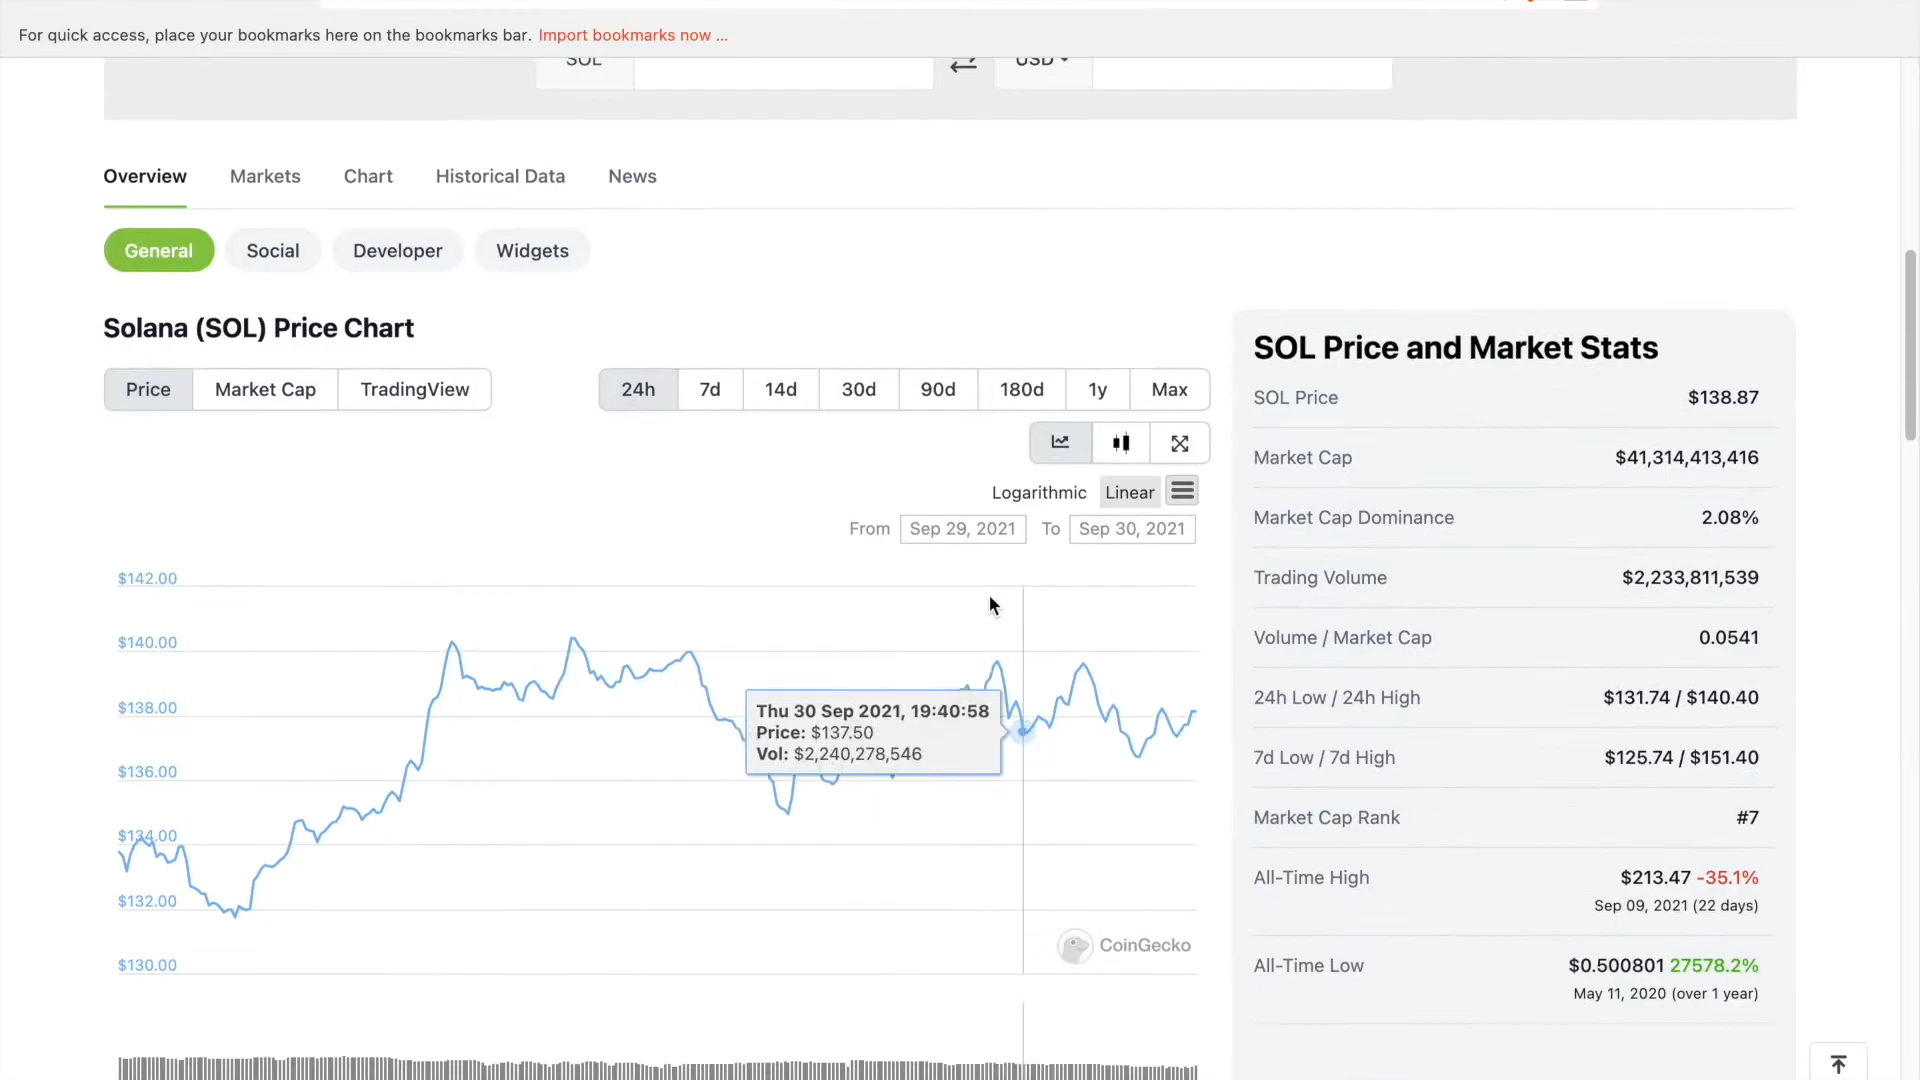 For quick access, place your bookmarks here on the bookmarks bar. Import bookmarks now ...
SOL USD
Overview Markets Chart Historical Data News
General Social Developer Widgets
Solana (SOL) Price Chart
Price Market Cap TradingView
24h 7d 14d 30d 90d 180d 1y Max
Logarithmic Linear
From Sep 29, 2021 To Sep 30, 2021
$142.00
$140.00
$138.00
$136.00
$134.00
$132.00
$130.00
Thu 30 Sep 2021, 19:40:58
Price: $137.50
Vol: $2,240,278,546
CoinGecko
SOL Price and Market Stats
SOL Price $138.87
Market Cap $41,314,413,416
Market Cap Dominance 2.08%
Trading Volume $2,233,811,539
Volume / Market Cap 0.0541
24h Low / 24h High $131.74 / $140.40
7d Low / 7d High $125.74 / $151.40
Market Cap Rank #7
All-Time High $213.47 -35.1%
Sep 09, 2021 (22 days)
All-Time Low $0.500801 27578.2%
May 11, 2020 (over 1 year)